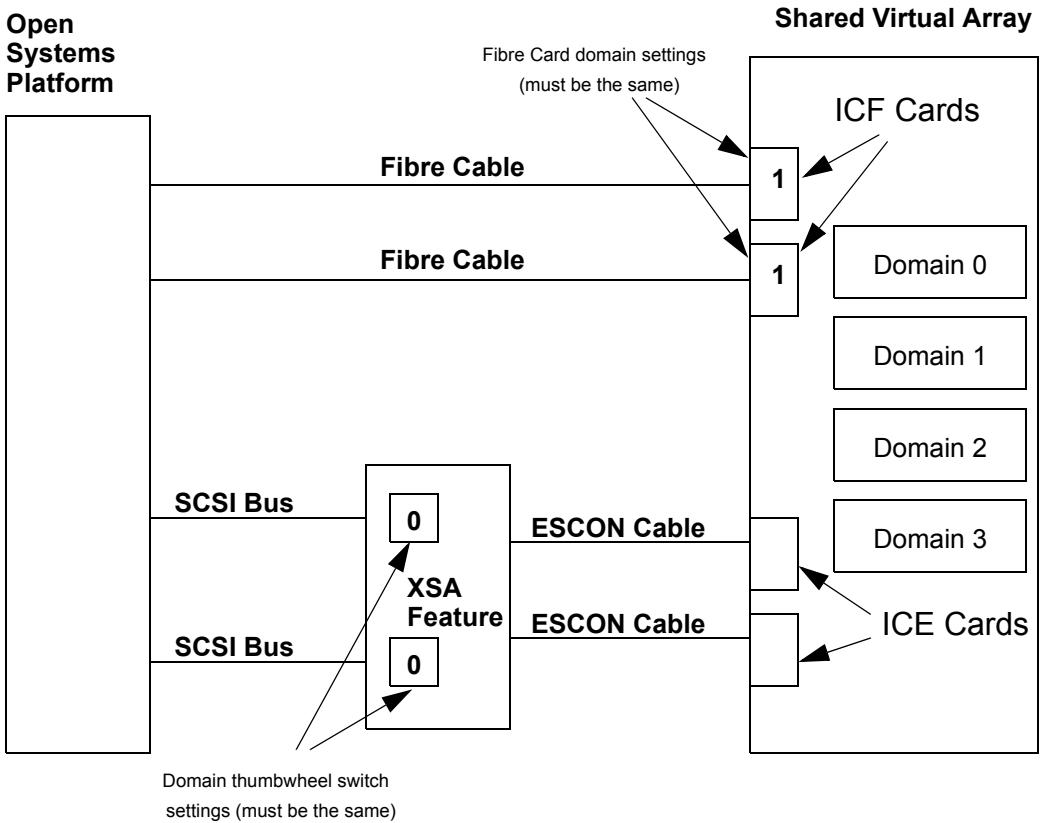 Open
Systems
Platform
Shared Virtual Array
Fibre Card domain settings
(must be the same)
ICF Cards
Fibre Cable
1
Fibre Cable
1
Domain 0
Domain 1
Domain 2
Domain 3
SCSI Bus
0
ESCON Cable
XSA
Feature
SCSI Bus
0
ESCON Cable
ICE Cards
Domain thumbwheel switch
settings (must be the same)